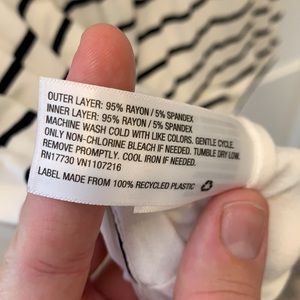 OUTER LAYER: 95% RAYON / 5% SPANDEX
INNER LAYER: 95% RAYON / 5% SPANDEX
MACHINE WASH COLD WITH LIKE COLORS. GENTLE CYCLE.
ONLY NON-CHLORINE BLEACH IF NEEDED. TUMBLE DRY LOW.
REMOVE PROMPTLY. COOL IRON IF NEEDED.
RN17730 VN1107216
LABEL MADE FROM 100% RECYCLED PLASTIC